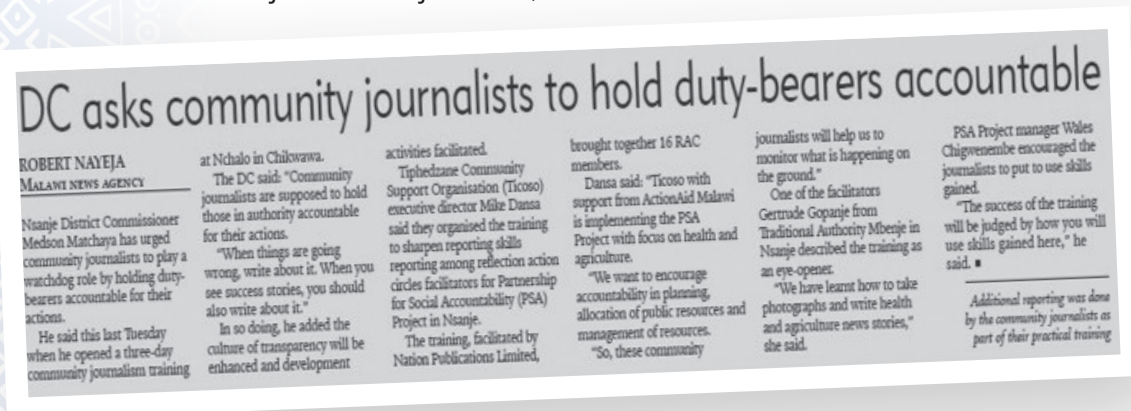 DC asks community journalists to hold duty-bearers accountable
ROBERT NAYEJA
MALAWI NEWS AGENCY
Nsanje District Commissioner
Medson Matchaya has urged
community journalists to play a
watchdog role by holding duty-
bearers accountable for their
actions.
He said this last Tuesday
when he opened a three-day
community journalism training
at Nchalo in Chikwawa.
The DC said: "Community
journalists are supposed to hold
those in authority accountable
for their actions.
"When things are going
wrong, write about it. When you
see success stories, you should
also write about it."
In so doing, he added the
culture of transparency will be
enhanced and development
activities facilitated.
Tiphedzane Community
Support Organisation (Ticoso)
executive director Mike Dansa
said they organised the training
to sharpen reporting skills
reporting among reflection action
circles facilitators for Partnership
for Social Accountability (PSA)
Project in Nsanje.
The training, facilitated by
Nation Publications Limited,
brought together 16 RAC
members.
Dansa said: "Ticoso with
support from ActionAid Malawi
is implementing the PSA
Project with focus on health and
agriculture.
"We want to encourage
accountability in planning,
allocation of public resources and
management of resources.
"So, these community
journalists will help us to
monitor what is happening on
the ground."
One of the facilitators
Gertrude Gopanje from
Traditional Authority Mbenje in
Nsanje described the training as
an eye-opener.
"We have learnt how to take
photographs and write health
and agriculture news stories,"
she said.
PSA Project manager Wales
Chigwenembe encouraged the
journalists to put to use skills
gained.
"The success of the training
will be judged by how you will
use skills gained here," he
said. ■
Additional reporting was done
by the community journalists as
part of their practical training